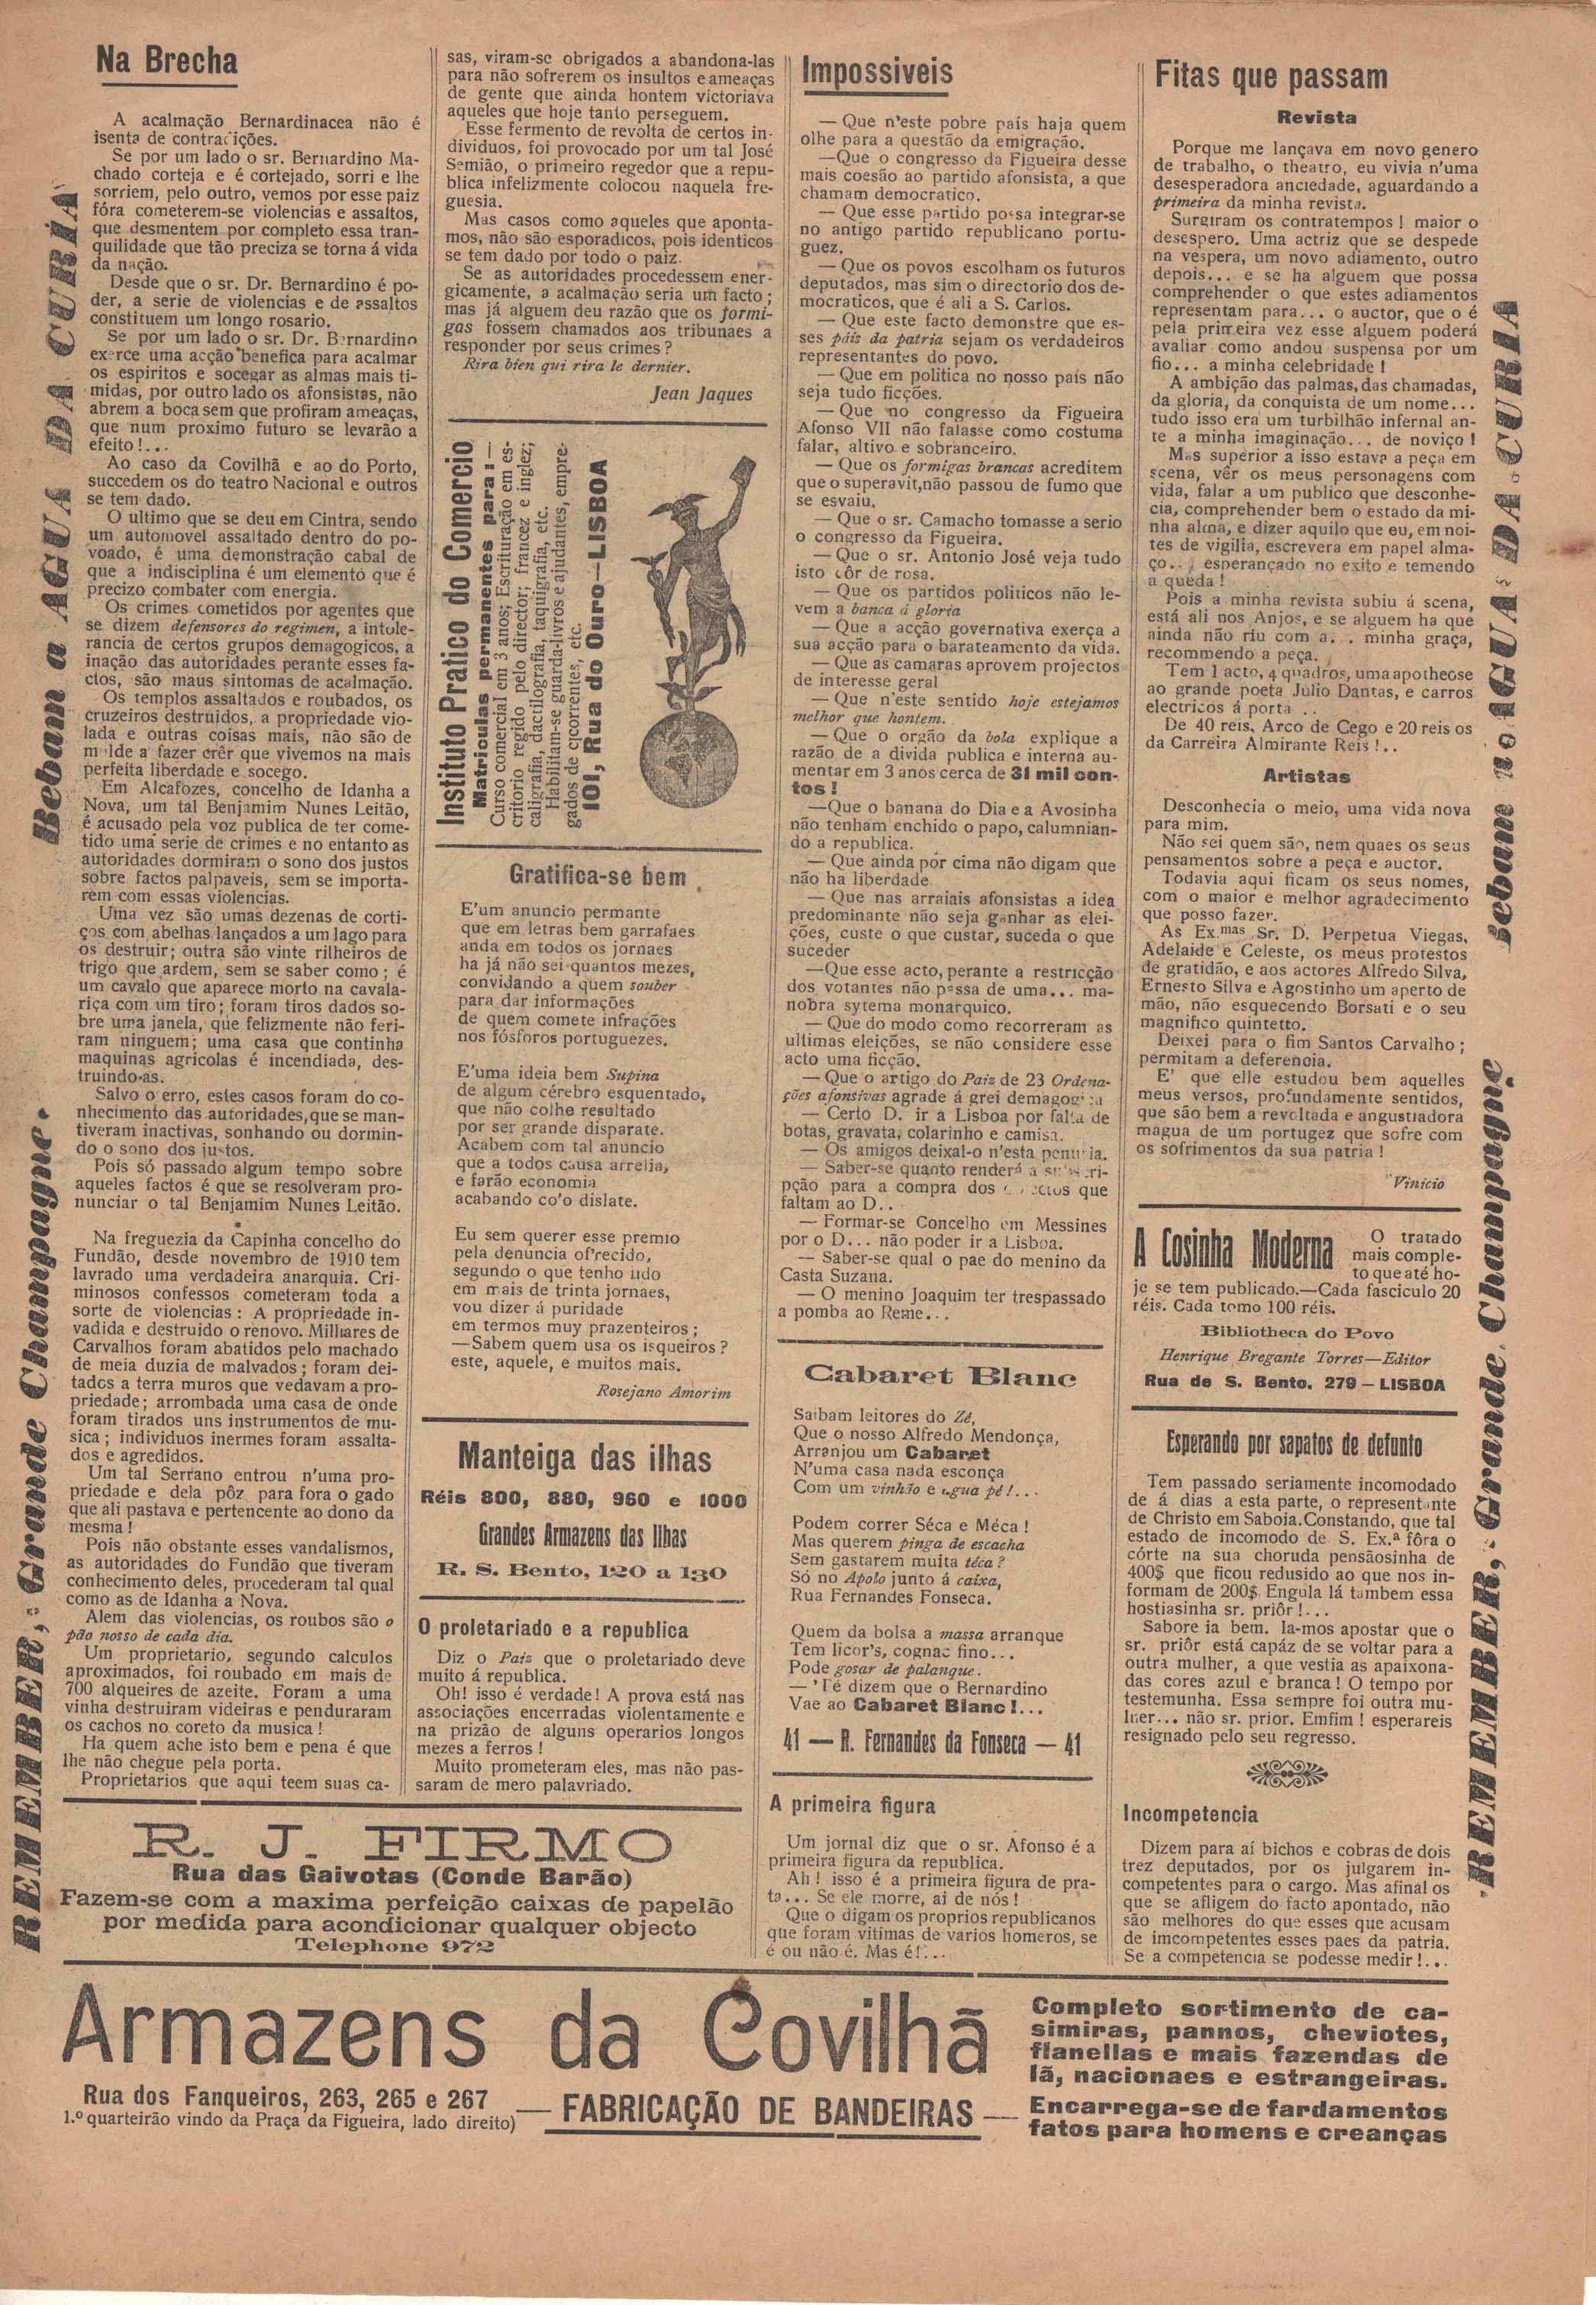 Na Brecha
A acalmação Bernardinacea não é
isenta de contradições.
Se por um lado o sr. Bernardino Ma-
chado corteja e é cortejado, sorri e lhe
sorriem, pelo outro, vemos por esse paiz
fóra cometerem-se violencias e assaltos,
que desmentem por completo essa tran-
quilidade que tão preciza se torna á vida
da nação.
Desde que o sr. Dr. Bernardino é po-
der, a serie de violencias e de assaltos
constituem um longo rosario.
Se por um lado o sr. Dr. Bernardino
exerce uma acção benefica para acalmar
os espiritos e socegar as almas mais ti-
midas, por outro lado os afonsistas, não
abrem a boca sem que profiram ameaças,
que num proximo futuro se levarão a
efeito!...
Ao caso da Covilhã e ao do Porto,
succedem os do teatro Nacional e outros
se tem dado.
O ultimo que se deu em Cintra, sendo
um automovel assaltado dentro do po-
voado, é uma demonstração cabal de
que a indisciplina é um elemento que é
precizo combater com energia.
Os crimes cometidos por agentes que
se dizem defensores do regimen, a intole-
rancia de certos grupos demagogicos, a
inação das autoridades perante esses fa-
ctos, são maus sintomas de acalmação.
Os templos assaltados e roubados, os
cruzeiros destruidos, a propriedade vio-
lada e outras coisas mais, não são de
molde a fazer crêr que vivemos na mais
perfeita liberdade e socego.
Em Alcafozes, concelho de Idanha a
Nova, um tal Benjamim Nunes Leitão,
é acusado pela voz publica de ter come-
tido uma serie de crimes e no entanto as
autoridades dormiram o sono dos justos
sobre factos palpaveis, sem se importa-
rem com essas violencias.
Uma vez são umas dezenas de corti-
ços com abelhas lançados a um lago para
os destruir; outra são vinte rilheiros de
trigo que ardem, sem se saber como; é
um cavalo que aparece morto na cavala-
riça com um tiro; foram tiros dados so-
bre uma janela, que felizmente não feri-
ram ninguem; uma casa que continha
maquinas agricolas é incendiada, des-
truindo-as.
Salvo o erro, estes casos foram do co-
nhecimento das autoridades, que se man-
tiveram inactivas, sonhando ou dormin-
do o sono dos justos.
Pois só passado algum tempo sobre
aqueles factos é que se resolveram pro-
nunciar o tal Benjamim Nunes Leitão.
*
Na freguezia da Capinha concelho do
Fundão, desde novembro de 1910 tem
lavrado uma verdadeira anarquia. Cri-
minosos confessos cometeram toda a
sorte de violencias: A propriedade in-
vadida e destruido o renovo. Milhares de
Carvalhos foram abatidos pelo machado
de meia duzia de malvados; foram dei-
tados a terra muros que vedavam a pro-
priedade; arrombada uma casa de onde
foram tirados uns instrumentos de mu-
sica; individuos inermes foram assalta-
dos e agredidos.
Um tal Serrano entrou n'uma pro-
priedade e dela pôz para fora o gado
que ali pastava e pertencente ao dono da
mesma!
Pois não obstante esses vandalismos,
as autoridades do Fundão que tiveram
conhecimento deles, procederam tal qual
como as de Idanha a Nova.
Alem das violencias, os roubos são o
pão nosso de cada dia.
Um proprietario, segundo calculos
aproximados, foi roubado em mais de
700 alqueires de azeite. Foram a uma
vinha destruiram videiras e penduraram
os cachos no coreto da musica!
Ha quem ache isto bem e pena é que
lhe não chegue pela porta.
Proprietarios que aqui teem suas ca-
sas, viram-se obrigados a abandona-las
para não sofrerem os insultos e ameaças
de gente que ainda hontem victoriava
aqueles que hoje tanto perseguem.
Esse fermento de revolta de certos in-
dividuos, foi provocado por um tal José
Semião, o primeiro regedor que a repu-
blica infelizmente colocou naquela fre-
guesia.
Mas casos como aqueles que aponta-
mos, não são esporadicos, pois identicos
se tem dado por todo o paiz.
Se as autoridades procedessem ener-
gicamente, a acalmação seria um facto;
mas já alguem deu razão que os formi-
gas fossem chamados aos tribunaes a
responder por seus crimes?
Rira bien qui rira le dernier.
Jean Jaques
Instituto Pratico do Comercio
Matriculas permanentes para: —
Curso comercial em 3 anos; Escrituração em es-
critorio regido pelo director; francez e inglez;
caligrafia, dactilografia, taquigrafia, etc.
Habilitam-se guarda-livros e ajudantes, empre-
gados de cjcorrentes, etc.
101, Rua do Ouro—LISBOA
Gratifica-se bem
E'um anuncio permante
que em letras bem garrafaes
anda em todos os jornaes
ha já não sei quantos mezes,
convidando a quem souber
para dar informações
de quem comete infrações
nos fósforos portuguezes.
E'uma ideia bem Supina
de algum cérebro esquentado,
que não colhe resultado
por ser grande disparate.
Acabem com tal anuncio
que a todos causa arrelia,
e farão economia
acabando co'o dislate.
Eu sem querer esse premio
pela denuncia of'recido,
segundo o que tenho lido
em mais de trinta jornaes,
vou dizer á puridade
em termos muy prazenteiros;
—Sabem quem usa os isqueiros?
este, aquele, e muitos mais.
Rosejano Amorim
Manteiga das ilhas
Réis 800, 880, 960 e 1000
Grandes Armazens das Ilhas
R. S. Bento, 120 a 130
O proletariado e a republica
Diz o Paiz que o proletariado deve
muito á republica.
Oh! isso é verdade! A prova está nas
associações encerradas violentamente e
na prizão de alguns operarios longos
mezes a ferros!
Muito prometeram eles, mas não pas-
saram de mero palavriado.
Impossiveis
— Que n'este pobre país haja quem
olhe para a questão da emigração.
—Que o congresso da Figueira desse
mais coesão ao partido afonsista, a que
chamam democratico.
— Que esse partido possa integrar-se
no antigo partido republicano portu-
guez.
— Que os povos escolham os futuros
deputados, mas sim o directorio dos de-
mocraticos, que é ali a S. Carlos.
— Que este facto demonstre que es-
ses páis da patria sejam os verdadeiros
representantes do povo.
— Que em politica no nosso país não
seja tudo ficções.
— Que no congresso da Figueira
Afonso VII não falasse como costuma
falar, altivo e sobranceiro.
— Que os formigas brancas acreditem
que o superavit, não passou de fumo que
se esvaiu.
— Que o sr. Camacho tomasse a serio
o congresso da Figueira.
— Que o sr. Antonio José veja tudo
isto côr de rosa.
— Que os partidos politicos não le-
vem a banca á gloria
— Que a acção governativa exerça a
sua acção para o barateamento da vida.
— Que as camaras aprovem projectos
de interesse geral
— Que n'este sentido hoje estejamos
melhor que hontem.
— Que o orgão da bola explique a
razão de a divida publica e interna au-
mentar em 3 anos cerca de 31 mil con-
tos!
—Que o banana do Dia e a Avosinha
não tenham enchido o papo, calumnian-
do a republica.
— Que ainda por cima não digam que
não ha liberdade
— Que nas arraiais afonsistas a idea
predominante não seja ganhar as elei-
ções, custe o que custar, suceda o que
suceder
—Que esse acto, perante a restricção
dos votantes não passa de uma... ma-
nobra sytema monarquico.
— Que do modo como recorreram as
ultimas eleições, se não considere esse
acto uma ficção.
— Que o artigo do Paiz de 23 Ordena-
ções afonsivas agrade á grei demagogica
— Certo D. ir a Lisboa por falta de
botas, gravata, colarinho e camisa.
— Os amigos deixal-o n'esta penuria.
— Saber-se quanto renderá a subscri-
pção para a compra dos que
faltam ao D..
— Formar-se Concelho em Messines
por o D... não poder ir a Lisboa.
— Saber-se qual o pae do menino da
Casta Suzana.
— O menino Joaquim ter trespassado
a pomba ao Reme...
Cabaret Blanc
Saibam leitores do Zé,
Que o nosso Alfredo Mendonça,
Arranjou um Cabaret
N'uma casa nada esconça
Com um vinhão e agua pé!...
Podem correr Séca e Méca!
Mas querem pinga de escacha
Sem gastarem muita téca?
Só no Apolo junto á caixa,
Rua Fernandes Fonseca.
Quem da bolsa a massa arranque
Tem licor's, cognac fino...
Pode gosar de palanque.
—'Té dizem que o Bernardino
Vae ao Cabaret Blanc!...
41 — R. Fernandes da Fonseca — 41
A primeira figura
Um jornal diz que o sr. Afonso é a
primeira figura da republica.
Ah! isso é a primeira figura de pra-
ta... Se ele morre, ai de nós!
Que o digam os proprios republicanos
que foram vitimas de varios homeros, se
é ou não é. Mas é!...
Fitas que passam
Revista
Porque me lançava em novo genero
de trabalho, o theatro, eu vivia n'uma
desesperadora anciedade, aguardando a
primeira da minha revista.
Surgiram os contratempos! maior o
desespero. Uma actriz que se despede
na véspera, um novo adiamento, outro
depois... e se ha alguem que possa
comprehender o que estes adiamentos
representam para... o auctor, que o é
pela primeira vez esse alguem poderá
avaliar como andou suspensa por um
fio... a minha celebridade!
A ambição das palmas, das chamadas,
da gloria, da conquista de um nome...
tudo isso era um turbilhão infernal an-
te a minha imaginação... de noviço!
Mas superior a isso estava a peça em
scena, vêr os meus personagens com
vida, falar a um publico que desconhe-
cia, comprehender bem o estado da mi-
nha alma, e dizer aquilo que eu, em noi-
tes de vigilia, escrevera em papel alma-
ço... esperançado no exito e temendo
a queda!
Pois a minha revista subiu á scena,
está ali nos Anjos, e se alguem ha que
ainda não riu com a... minha graça,
recommendo a peça.
Tem 1 acto, 4 quadros, uma apotheose
ao grande poeta Julio Dantas, e carros
electricos á porta ..
De 40 reis, Arco de Cego e 20 reis os
da Carreira Almirante Reis!..
Artistas
Desconhecia o meio, uma vida nova
para mim.
Não sei quem são, nem quaes os seus
pensamentos sobre a peça e auctor.
Todavia aqui ficam os seus nomes,
com o maior e melhor agradecimento
que posso fazer.
As Ex.mas Sr. D. Perpetua Viegas,
Adelaide e Celeste, os meus protestos
de gratidão, e aos actores Alfredo Silva,
Ernesto Silva e Agostinho um aperto de
mão, não esquecendo Borsati e o seu
magnifico quintetto.
Deixei para o fim Santos Carvalho;
permitam a deferencia.
E' que elle estudou bem aquelles
meus versos, profundamente sentidos,
que são bem a revoltada e angustiadora
magua de um portugez que sofre com
os sofrimentos da sua patria!
Vinicio
A Cosinha Moderna
O tratado
mais comple-
to que até ho-
je se tem publicado.—Cada fasciculo 20
réis. Cada tomo 100 réis.
Bibliotheca do Povo
Henrique Bregante Torres—Editor
Rua de S. Bento, 279 — LISBOA
Esperando por sapatos de defunto
Tem passado seriamente incomodado
de á dias a esta parte, o representante
de Christo em Saboia. Constando, que tal
estado de incomodo de S. Ex.ª fôra o
córte na sua choruda pensãosinha de
400$ que ficou redusido ao que nos in-
formam de 200$. Engula lá tambem essa
hostiasinha sr. priôr!...
Sabore ia bem. Ia-mos apostar que o
sr. priôr está capáz de se voltar para a
outra mulher, a que vestia as apaixona-
das cores azul e branca! O tempo por
testemunha. Essa sempre foi outra mu-
lher... não sr. prior. Emfim! esperareis
resignado pelo seu regresso.
Incompetencia
Dizem para aí bichos e cobras de dois
trez deputados, por os julgarem in-
competentes para o cargo. Mas afinal os
que se afligem do facto apontado, não
são melhores do que esses que acusam
de imcompetentes esses paes da patria.
Se a competencia se podesse medir!...
REMEMBER, Grande Champagne. Bebam a AGUA DA CURIA
REMEMBER, Grande Champagne Bebam a AGUA DA CURIA
R. J. FIRMO
Rua das Gaivotas (Conde Barão)
Fazem-se com a maxima perfeição caixas de papelão
por medida para acondicionar qualquer objecto
Telephone 972
Armazens da Covilhã
Rua dos Fanqueiros, 263, 265 e 267
1.º quarteirão vindo da Praça da Figueira, lado direito)
— FABRICAÇÃO DE BANDEIRAS —
Completo sortimento de ca-
simiras, pannos, cheviotes,
flanellas e mais fazendas de
lã, nacionaes e estrangeiras.
Encarrega-se de fardamentos
fatos para homens e creanças